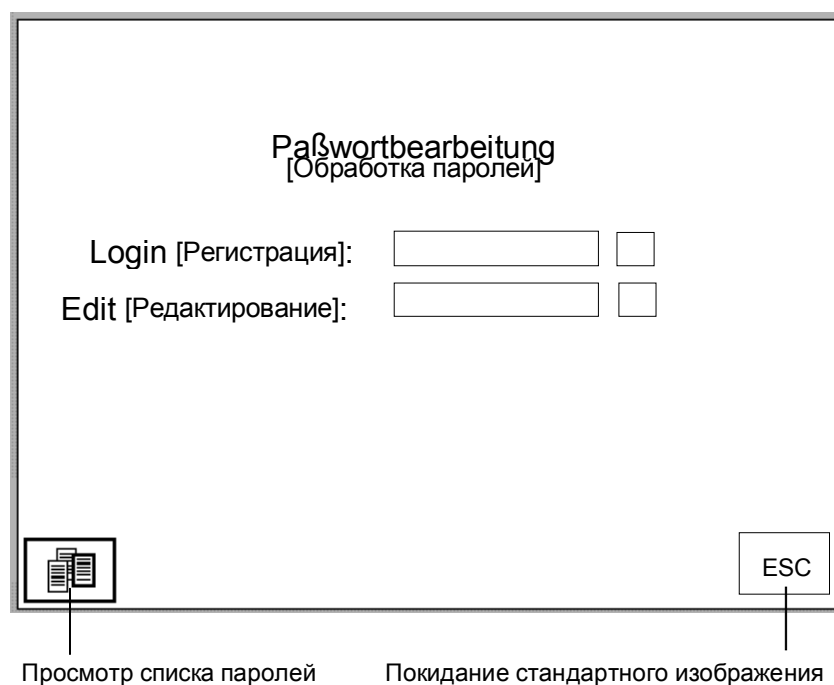 Paßwortbearbeitung
[Обработка паролей]
Login [Регистрация]:
Edit [Редактирование]:
ESC
Просмотр списка паролей
Покидание стандартного изображения